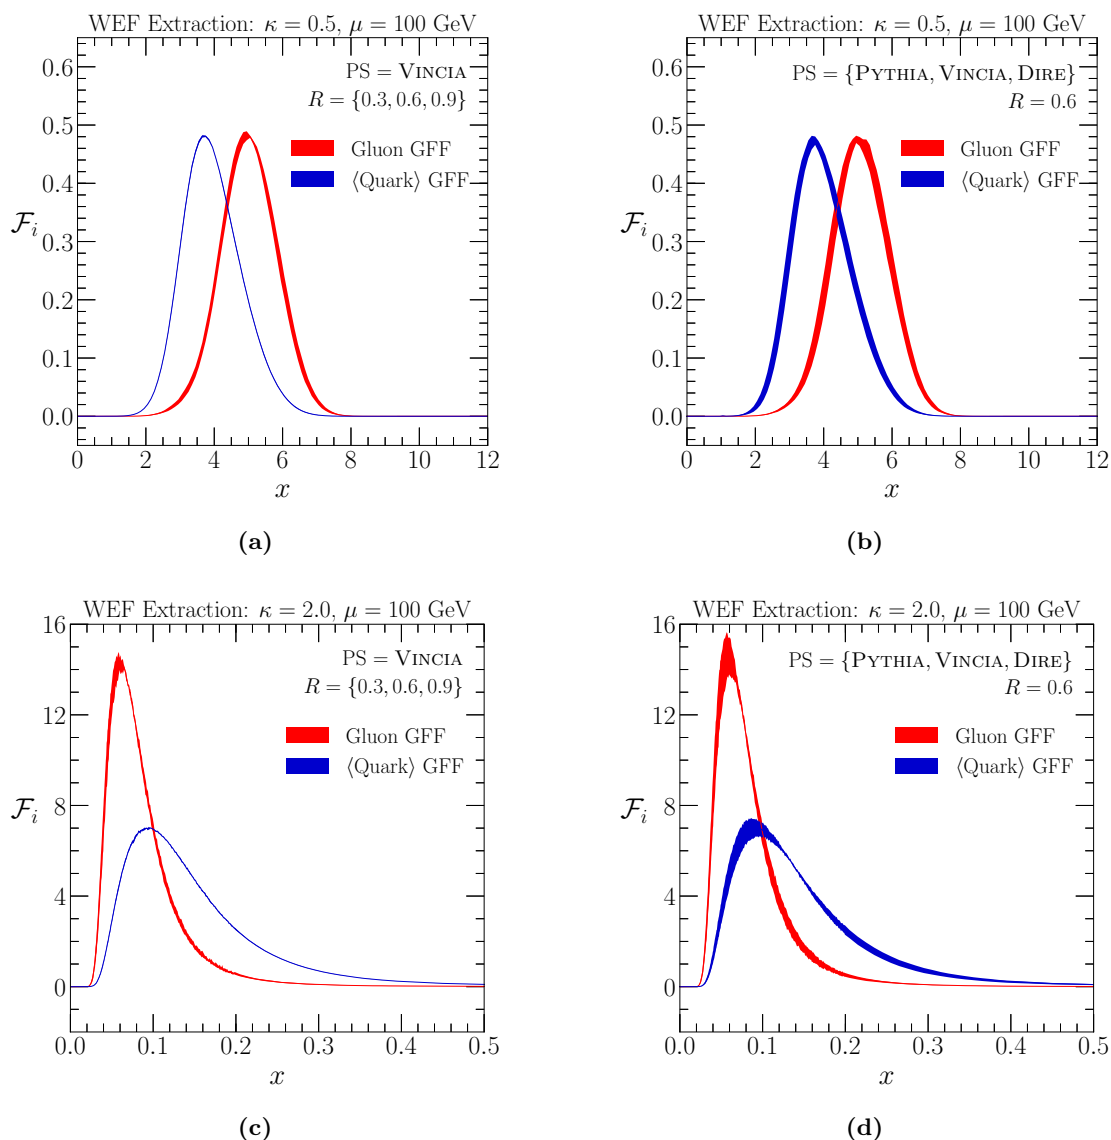 WEF Extraction: κ = 0.5, μ = 100 GeV
PS = VINCIA
R = {0.3, 0.6, 0.9}
Gluon GFF
⟨Quark⟩ GFF
ℱᵢ
0.6
0.5
0.4
0.3
0.2
0.1
0.0
0 2 4 6 8 10 12
x
(a)
WEF Extraction: κ = 0.5, μ = 100 GeV
PS = {PYTHIA, VINCIA, DIRE}
R = 0.6
Gluon GFF
⟨Quark⟩ GFF
ℱᵢ
0.6
0.5
0.4
0.3
0.2
0.1
0.0
0 2 4 6 8 10 12
x
(b)
WEF Extraction: κ = 2.0, μ = 100 GeV
PS = VINCIA
R = {0.3, 0.6, 0.9}
Gluon GFF
⟨Quark⟩ GFF
ℱᵢ
16
12
8
4
0
0.0 0.1 0.2 0.3 0.4 0.5
x
(c)
WEF Extraction: κ = 2.0, μ = 100 GeV
PS = {PYTHIA, VINCIA, DIRE}
R = 0.6
Gluon GFF
⟨Quark⟩ GFF
ℱᵢ
16
12
8
4
0
0.0 0.1 0.2 0.3 0.4 0.5
x
(d)